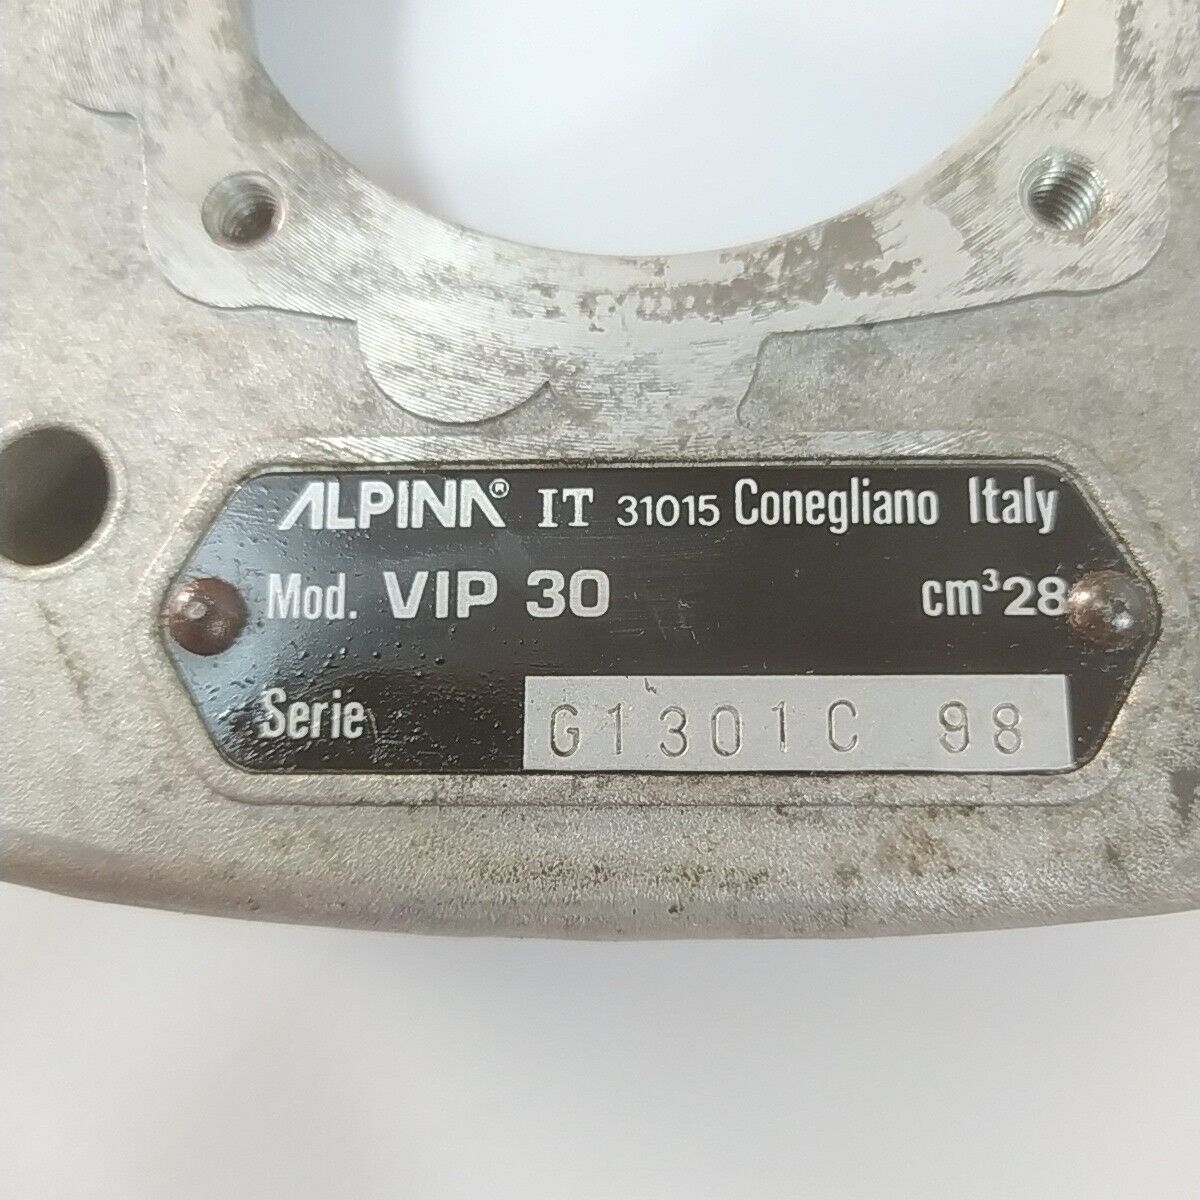 ALPINA® IT 31015 Conegliano Italy
Mod. VIP 30 cm³28
Serie G1301C 98